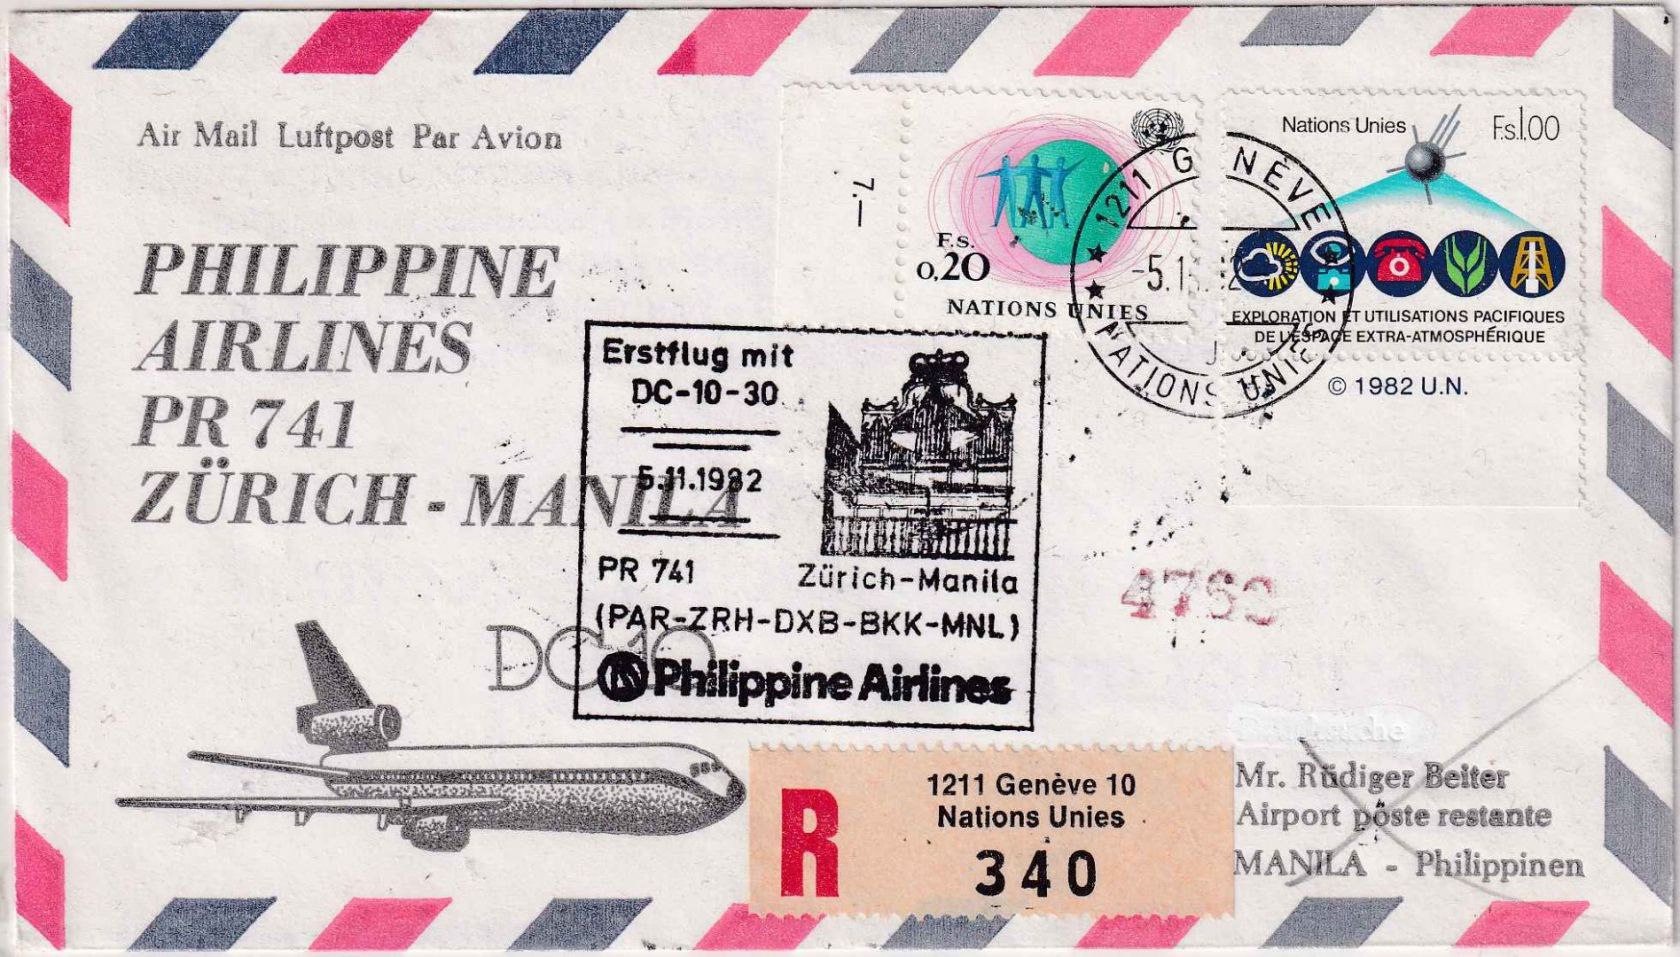 Air Mail Luftpost Par Avion
PHILIPPINE
AIRLINES
PR 741
ZÜRICH - MANILA
DC 10
7.—
F.s.
0,20
NATIONS UNIES
Nations Unies
F.s.1.00
EXPLORATION ET UTILISATIONS PACIFIQUES
DE L'ESPACE EXTRA-ATMOSPHÉRIQUE
© 1982 U.N.
1211 GENÈVE
NATIONS UNIES
Erstflug mit
DC-10-30
5.11.1982
PR 741
Zürich-Manila
(PAR-ZRH-DXB-BKK-MNL)
Philippine Airlines
R
1211 Genève 10
Nations Unies
340
Mr. Rüdiger Beiter
Airport poste restante
MANILA - Philippinen